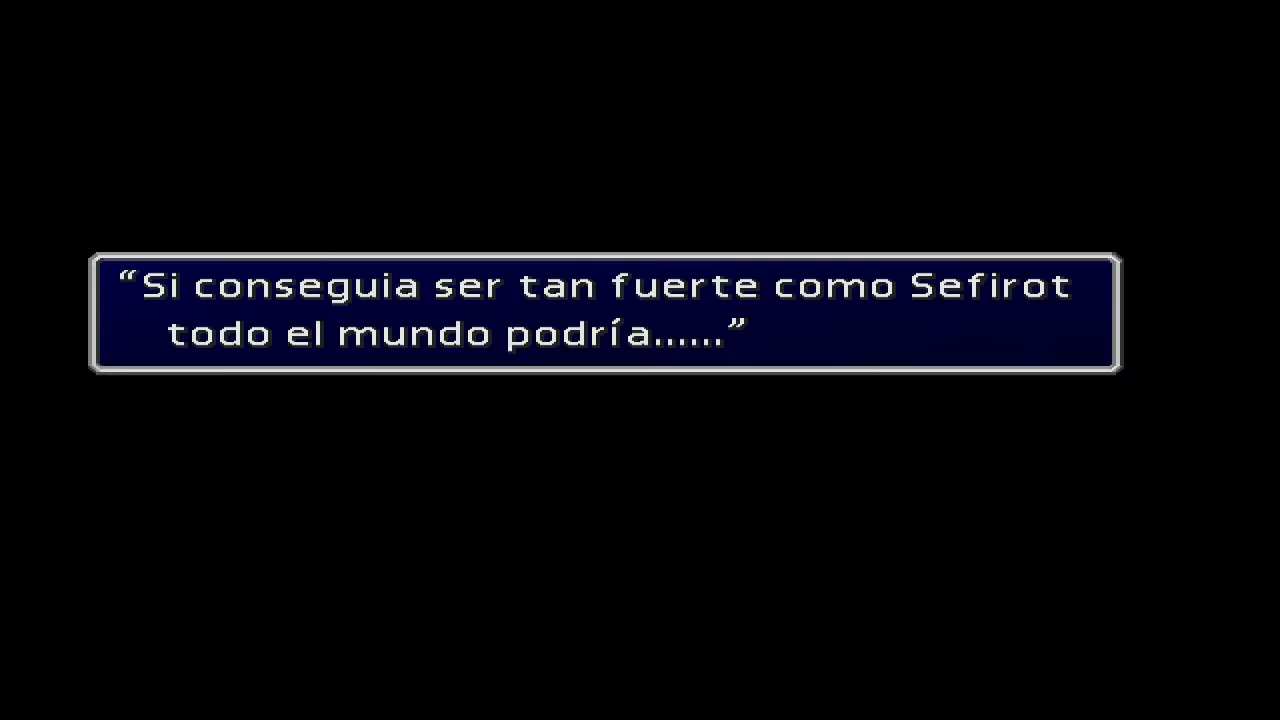 “Si conseguia ser tan fuerte como Sefirot
todo el mundo podría......”